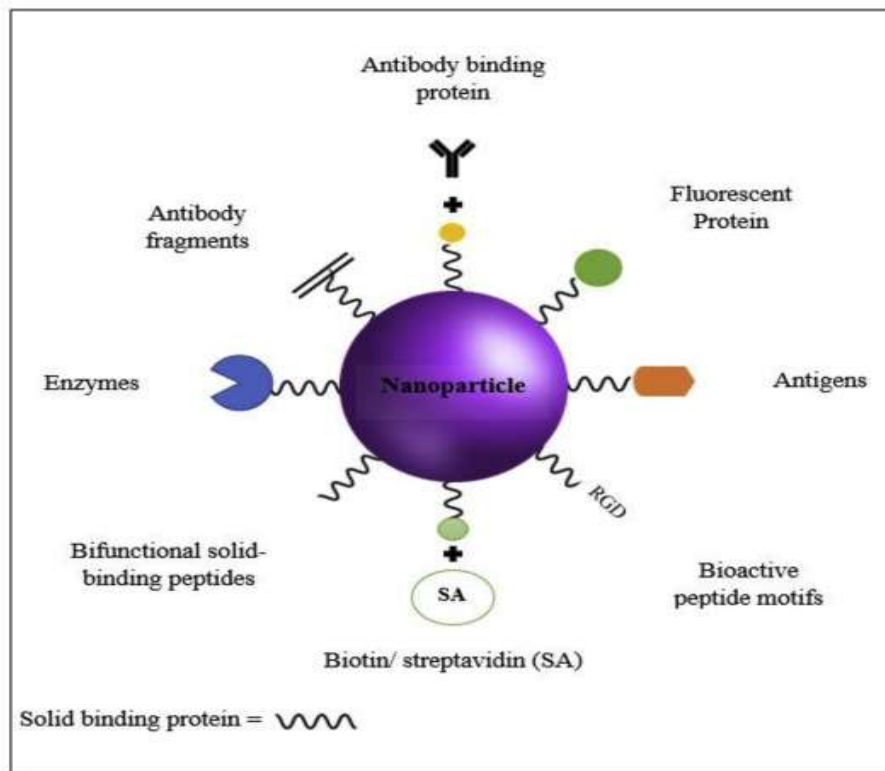 Antibody binding
protein
Fluorescent
Protein
Antibody
fragments
Enzymes
Nanoparticle
Antigens
RGD
Bifunctional solid-
binding peptides
SA
Bioactive
peptide motifs
Biotin/ streptavidin (SA)
Solid binding protein =